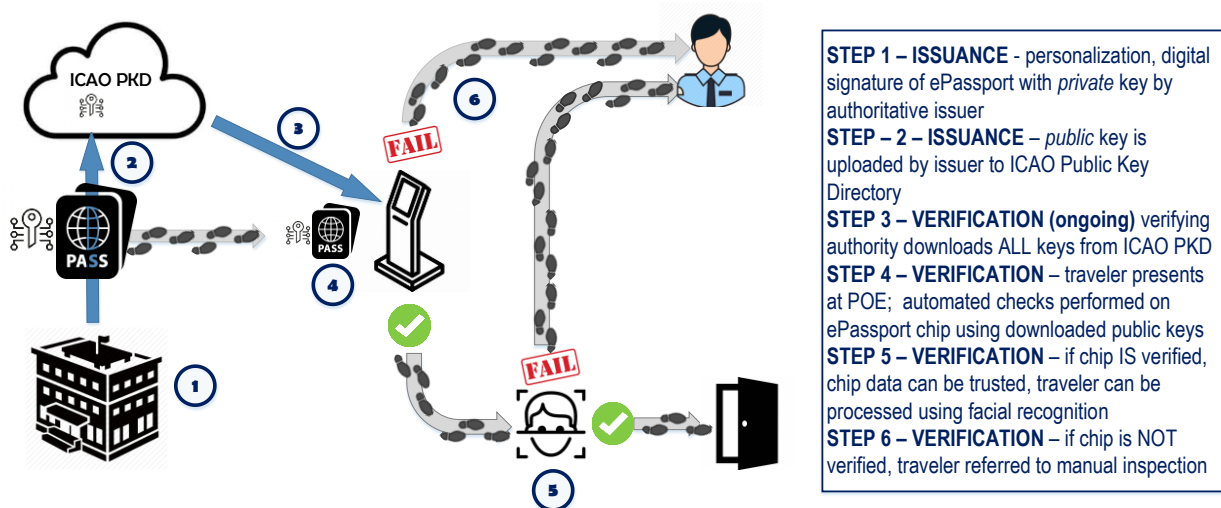 ICAO PKD
2
3
6
FAIL
PASS
PASS
4
1
FAIL
5
STEP 1 – ISSUANCE - personalization, digital
signature of ePassport with private key by
authoritative issuer
STEP – 2 – ISSUANCE – public key is
uploaded by issuer to ICAO Public Key
Directory
STEP 3 – VERIFICATION (ongoing) verifying
authority downloads ALL keys from ICAO PKD
STEP 4 – VERIFICATION – traveler presents
at POE; automated checks performed on
ePassport chip using downloaded public keys
STEP 5 – VERIFICATION – if chip IS verified,
chip data can be trusted, traveler can be
processed using facial recognition
STEP 6 – VERIFICATION – if chip is NOT
verified, traveler referred to manual inspection